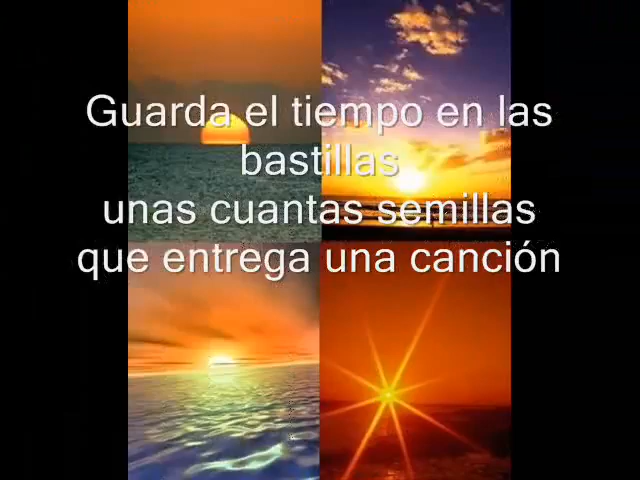 Guarda el tiempo en las
bastillas
unas cuantas semillas
que entrega una canción